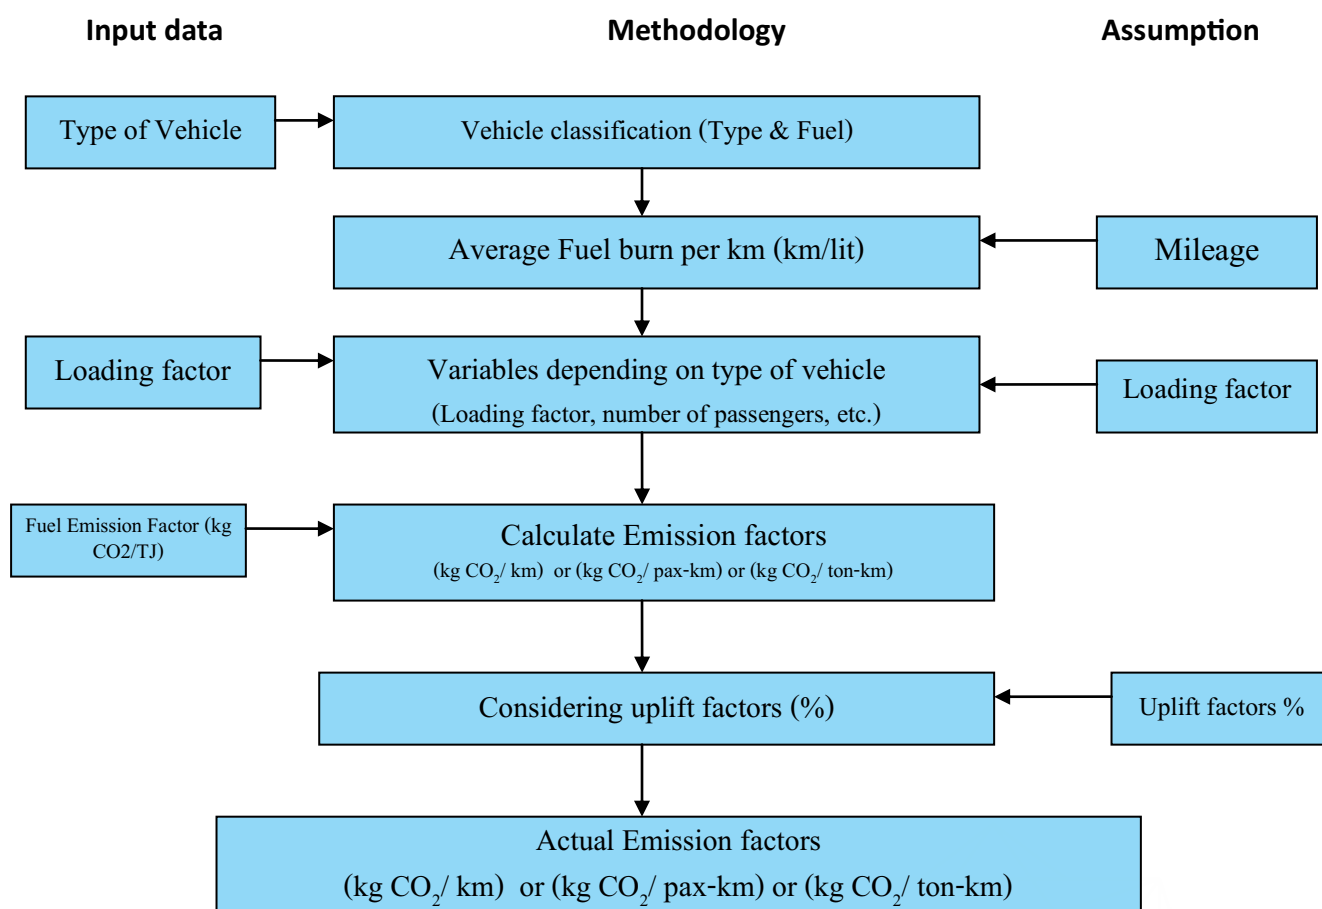 Input data
Methodology
Assumption
Type of Vehicle
Vehicle classification (Type & Fuel)
Average Fuel burn per km (km/lit)
Mileage
Loading factor
Variables depending on type of vehicle
(Loading factor, number of passengers, etc.)
Loading factor
Fuel Emission Factor (kg
CO2/TJ)
Calculate Emission factors
(kg CO₂/ km)  or (kg CO₂/ pax-km) or (kg CO₂/ ton-km)
Considering uplift factors (%)
Uplift factors %
Actual Emission factors
(kg CO₂/ km)  or (kg CO₂/ pax-km) or (kg CO₂/ ton-km)